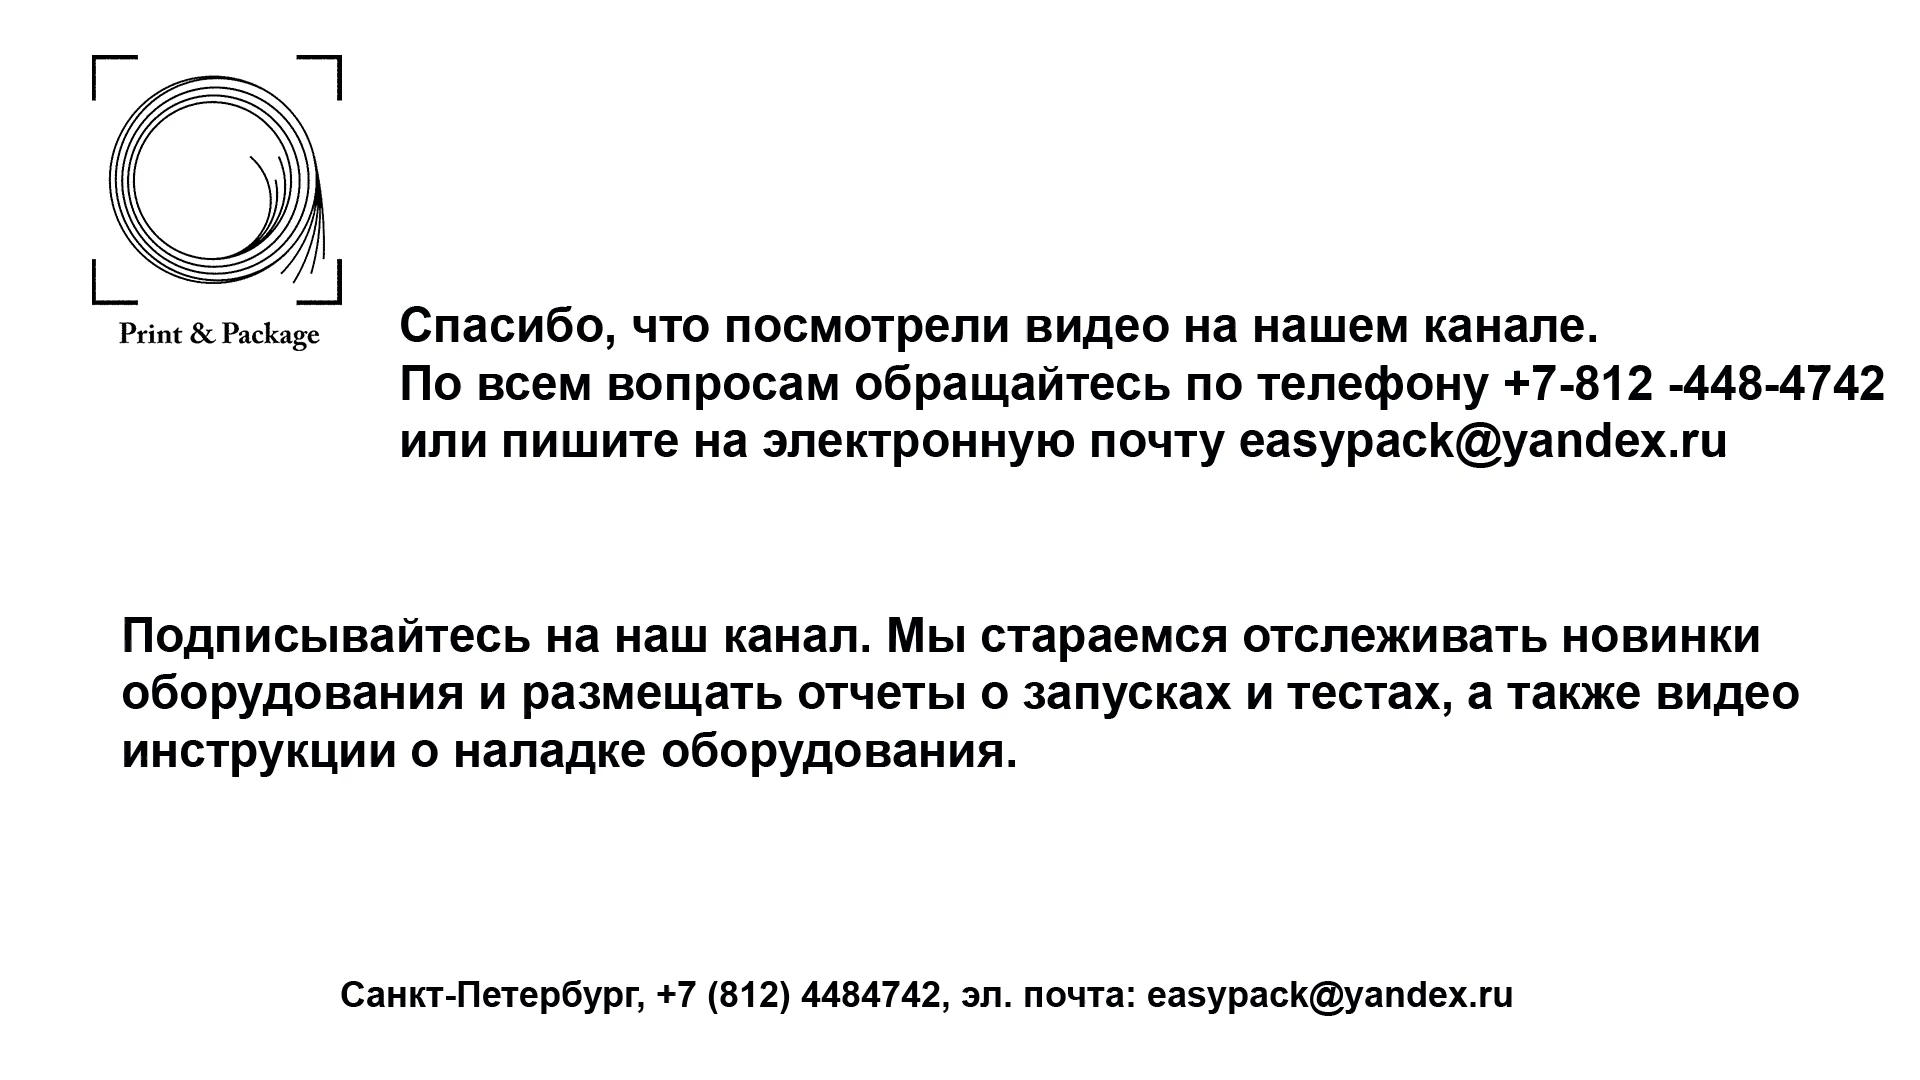 Print & Package
Спасибо, что посмотрели видео на нашем канале.
По всем вопросам обращайтесь по телефону +7-812 -448-4742
или пишите на электронную почту easypack@yandex.ru
Подписывайтесь на наш канал. Мы стараемся отслеживать новинки
оборудования и размещать отчеты о запусках и тестах, а также видео
инструкции о наладке оборудования.
Санкт-Петербург, +7 (812) 4484742, эл. почта: easypack@yandex.ru